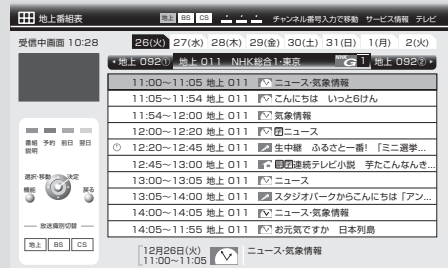 地上番組表 地上 BS CS チャンネル番号入力で移動 サービス情報 テレビ
受信中画面 10:28 26(火) 27(水) 28(木) 29(金) 30(土) 31(日) 1(月) 2(火)
地上 092① 地上 011 NHK総合1・東京 NHK G 1 地上 092②
11:00～11:05 地上 011 ニュース・気象情報
11:05～11:54 地上 011 こんにちは いっと6けん
11:54～12:00 地上 011 気象情報
12:00～12:20 地上 011 ニュース
12:20～12:45 地上 011 生中継 ふるさと一番! 「ミニ選挙...
12:45～13:00 地上 011 連続テレビ小説 芋たこなんき...
13:00～13:05 地上 011 ニュース
13:05～14:00 地上 011 スタジオパークからこんにちは「アン...
14:00～14:05 地上 011 ニュース・気象情報
14:05～11:55 地上 011 お元気ですか 日本列島
番組説明 予約 前日 翌日
選択・移動 決定
機能 戻る
放送識別切替
地上 BS CS
12月26日(火) ニュース・気象情報
11:00～11:05